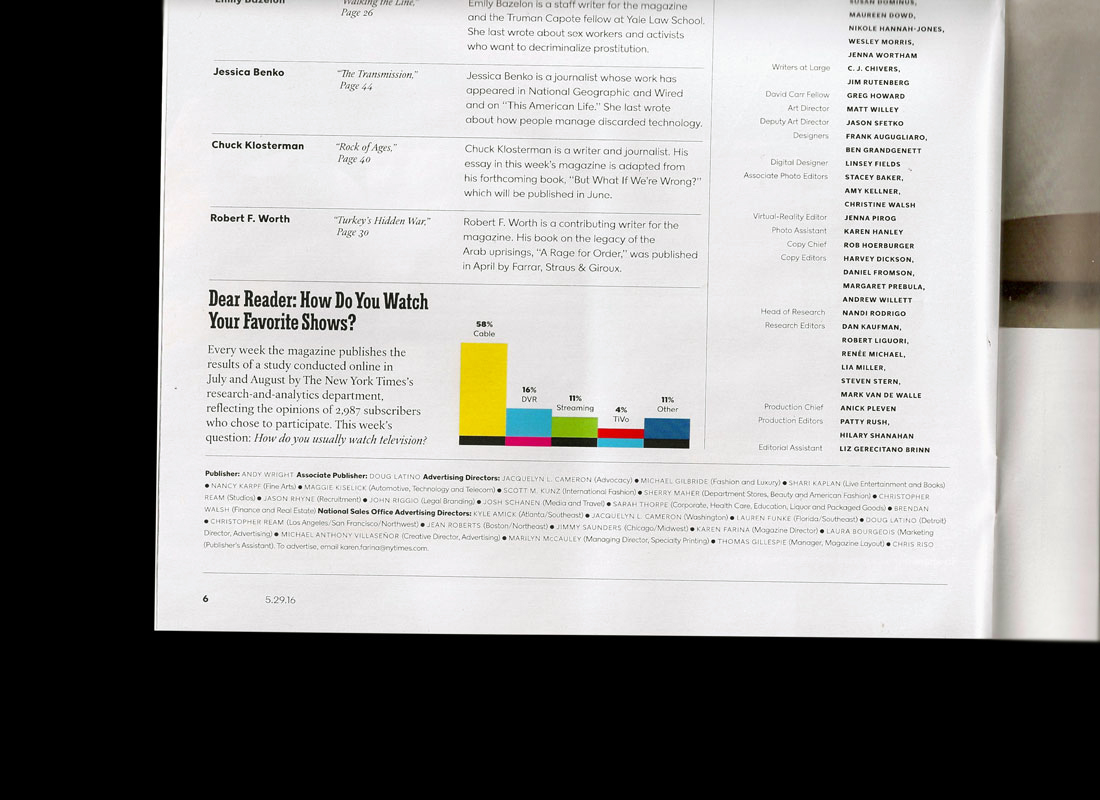 Emily Bazelon
"Walking the Line,"
Page 26
Emily Bazelon is a staff writer for the magazine
and the Truman Capote fellow at Yale Law School.
She last wrote about sex workers and activists
who want to decriminalize prostitution.
Jessica Benko
"The Transmission,"
Page 44
Jessica Benko is a journalist whose work has
appeared in National Geographic and Wired
and on "This American Life." She last wrote
about how people manage discarded technology.
Chuck Klosterman
"Rock of Ages,"
Page 40
Chuck Klosterman is a writer and journalist. His
essay in this week's magazine is adapted from
his forthcoming book, "But What If We're Wrong?"
which will be published in June.
Robert F. Worth
"Turkey's Hidden War,"
Page 30
Robert F. Worth is a contributing writer for the
magazine. His book on the legacy of the
Arab uprisings, "A Rage for Order," was published
in April by Farrar, Straus & Giroux.
Dear Reader: How Do You Watch
Your Favorite Shows?
Every week the magazine publishes the
results of a study conducted online in
July and August by The New York Times's
research-and-analytics department,
reflecting the opinions of 2,987 subscribers
who chose to participate. This week's
question: How do you usually watch television?
58%
Cable
16%
DVR
11%
Streaming
4%
TiVo
11%
Other
SUSAN DOMINUS,
MAUREEN DOWD,
NIKOLE HANNAH-JONES,
WESLEY MORRIS,
JENNA WORTHAM
Writers at Large C. J. CHIVERS,
JIM RUTENBERG
David Carr Fellow GREG HOWARD
Art Director MATT WILLEY
Deputy Art Director JASON SFETKO
Designers FRANK AUGUGLIARO,
BEN GRANDGENETT
Digital Designer LINSEY FIELDS
Associate Photo Editors STACEY BAKER,
AMY KELLNER,
CHRISTINE WALSH
Virtual-Reality Editor JENNA PIROG
Photo Assistant KAREN HANLEY
Copy Chief ROB HOERBURGER
Copy Editors HARVEY DICKSON,
DANIEL FROMSON,
MARGARET PREBULA,
ANDREW WILLETT
Head of Research NANDI RODRIGO
Research Editors DAN KAUFMAN,
ROBERT LIGUORI,
RENÉE MICHAEL,
LIA MILLER,
STEVEN STERN,
MARK VAN DE WALLE
Production Chief ANICK PLEVEN
Production Editors PATTY RUSH,
HILARY SHANAHAN
Editorial Assistant LIZ GERECITANO BRINN
Publisher: ANDY WRIGHT Associate Publisher: DOUG LATINO Advertising Directors: JACQUELYN L. CAMERON (Advocacy) ● MICHAEL GILBRIDE (Fashion and Luxury) ● SHARI KAPLAN (Live Entertainment and Books)
● NANCY KARPF (Fine Arts) ● MAGGIE KISELICK (Automotive, Technology and Telecom) ● SCOTT M. KUNZ (International Fashion) ● SHERRY MAHER (Department Stores, Beauty and American Fashion) ● CHRISTOPHER
REAM (Studios) ● JASON RHYNE (Recruitment) ● JOHN RIGGIO (Legal Branding) ● JOSH SCHANEN (Media and Travel) ● SARAH THORPE (Corporate, Health Care, Education, Liquor and Packaged Goods) ● BRENDAN
WALSH (Finance and Real Estate) National Sales Office Advertising Directors: KYLE AMICK (Atlanta/Southeast) ● JACQUELYN L. CAMERON (Washington) ● LAUREN FUNKE (Florida/Southeast) ● DOUG LATINO (Detroit)
● CHRISTOPHER REAM (Los Angeles/San Francisco/Northwest) ● JEAN ROBERTS (Boston/Northeast) ● JIMMY SAUNDERS (Chicago/Midwest) ● KAREN FARINA (Magazine Director) ● LAURA BOURGEOIS (Marketing
Director, Advertising) ● MICHAEL ANTHONY VILLASEÑOR (Creative Director, Advertising) ● MARILYN McCAULEY (Managing Director, Specialty Printing) ● THOMAS GILLESPIE (Manager, Magazine Layout) ● CHRIS RISO
(Publisher's Assistant). To advertise, email karen.farina@nytimes.com.
6
5.29.16